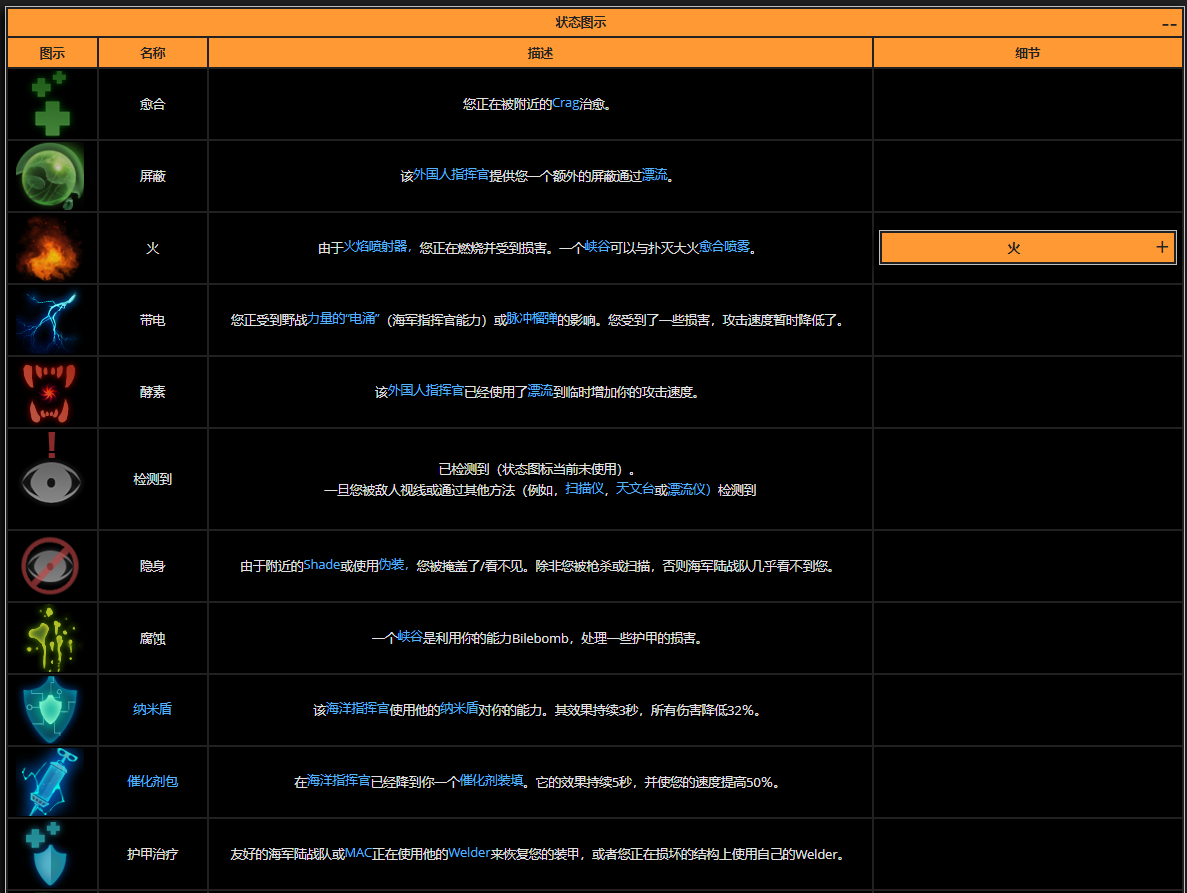 状态图示
--
图示 名称 描述 细节
愈合 您正在被附近的Crag治愈。
屏蔽 该外国人指挥官提供您一个额外的屏蔽通过漂流。
火 由于火焰喷射器，您正在燃烧并受到损害。一个峡谷可以与扑灭大火愈合喷雾。 火 +
带电 您正受到野战力量的“电涌”（海军指挥官能力）或脉冲榴弹的影响。您受到了一些损害，攻击速度暂时降低了。
酵素 该外国人指挥官已经使用了漂流到临时增加你的攻击速度。
检测到 已检测到（状态图标当前未使用）。
一旦您被敌人视线或通过其他方法（例如，扫描仪，天文台或漂流仪）检测到
隐身 由于附近的Shade或使用伪装，您被掩盖了/看不见。除非您被枪杀或扫描，否则海军陆战队几乎看不到您。
腐蚀 一个峡谷是利用你的能力Bilebomb，处理一些护甲的损害。
纳米盾 该海洋指挥官使用他的纳米盾对你的能力。其效果持续3秒，所有伤害降低32%。
催化剂包 在海洋指挥官已经降到你一个催化剂装填。它的效果持续5秒，并使您的速度提高50%。
护甲治疗 友好的海军陆战队或MAC正在使用他的Welder来恢复您的装甲，或者您正在损坏的结构上使用自己的Welder。